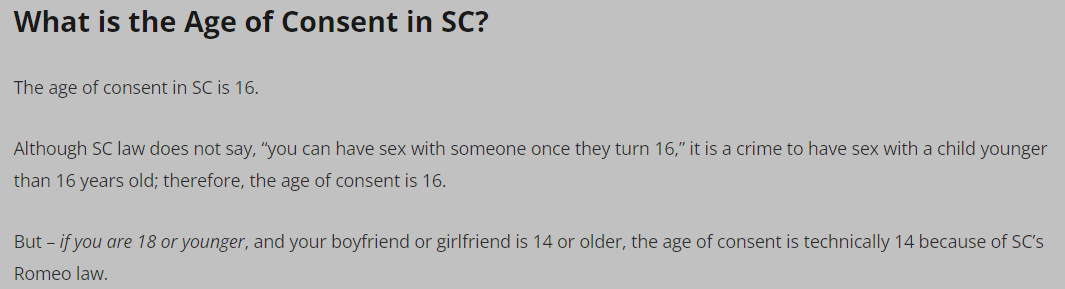 What is the Age of Consent in SC?
The age of consent in SC is 16.
Although SC law does not say, “you can have sex with someone once they turn 16,” it is a crime to have sex with a child younger
than 16 years old; therefore, the age of consent is 16.
But – if you are 18 or younger, and your boyfriend or girlfriend is 14 or older, the age of consent is technically 14 because of SC’s
Romeo law.